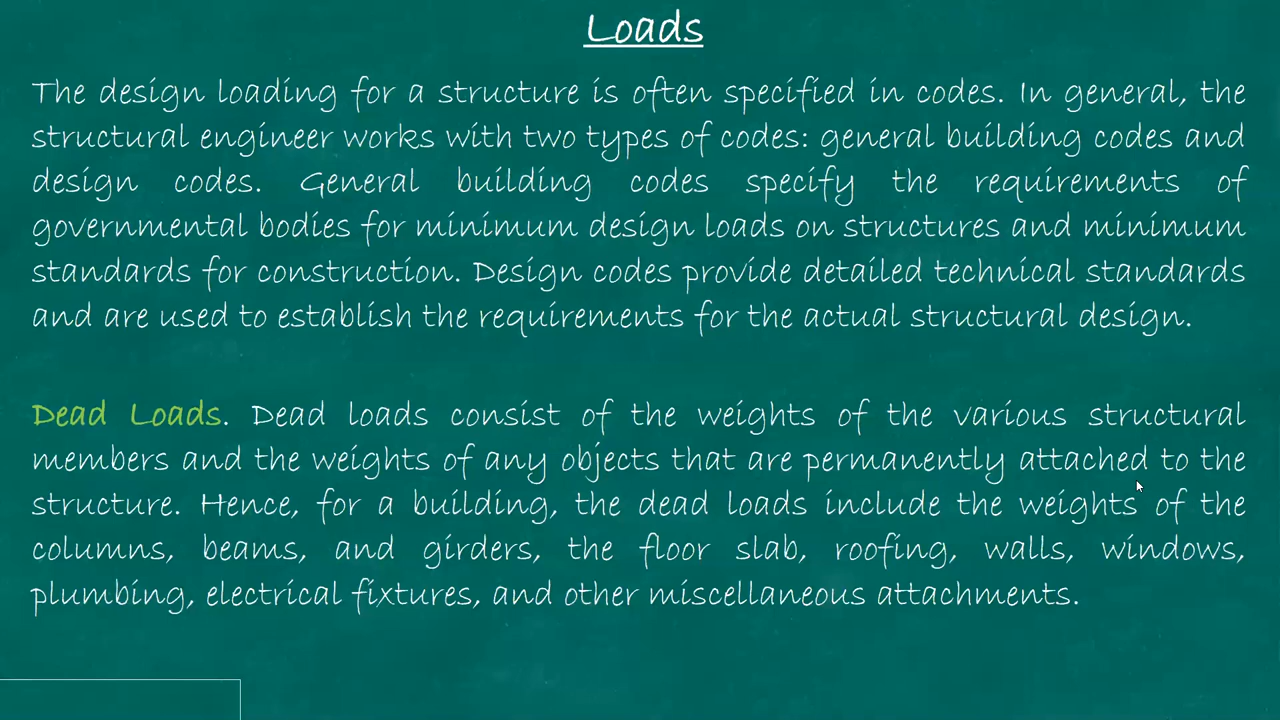 Loads
The design loading for a structure is often specified in codes. In general, the
structural engineer works with two types of codes: general building codes and
design codes. General building codes specify the requirements of
governmental bodies for minimum design loads on structures and minimum
standards for construction. Design codes provide detailed technical standards
and are used to establish the requirements for the actual structural design.
Dead Loads. Dead loads consist of the weights of the various structural
members and the weights of any objects that are permanently attached to the
structure. Hence, for a building, the dead loads include the weights of the
columns, beams, and girders, the floor slab, roofing, walls, windows,
plumbing, electrical fixtures, and other miscellaneous attachments.